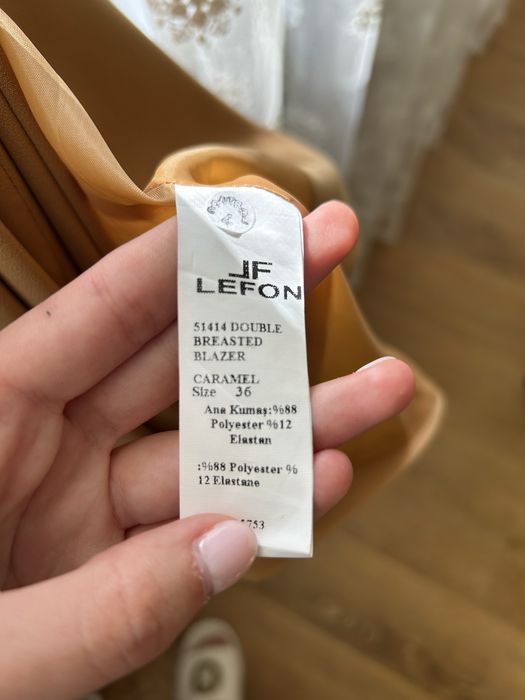 LF
LEFON
51414 DOUBLE
BREASTED
BLAZER
CARAMEL
Size 36
Ana Kumaş:%88
Polyester %12
Elastan
:%88 Polyester %
12 Elastane
753